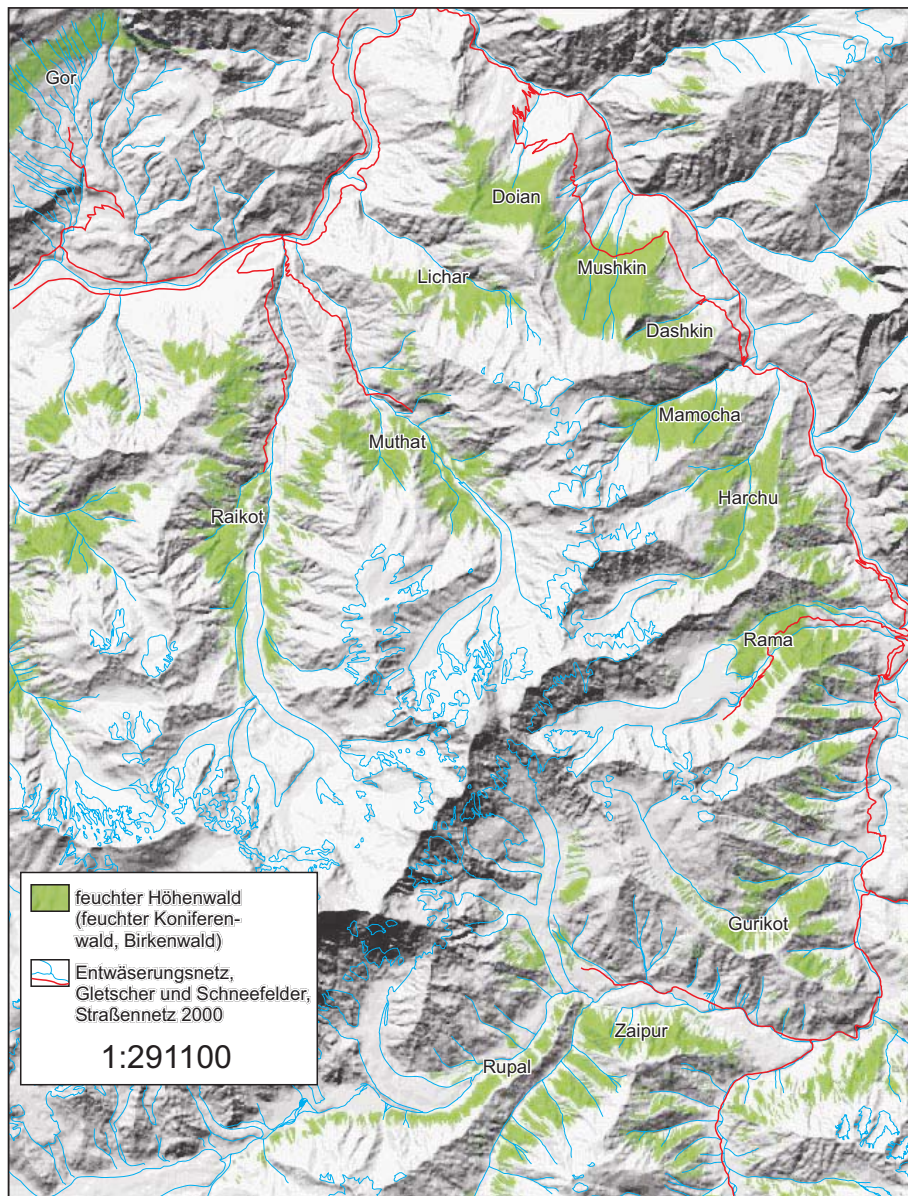 Gor
Doian
Mushkin
Lichar
Dashkin
Mamocha
Muthat
Harchu
Raikot
Rama
feuchter Höhenwald
(feuchter Koniferen-
wald, Birkenwald)
Gurikot
Entwäserungsnetz,
Gletscher und Schneefelder,
Straßennetz 2000
Zaipur
1:291100
Rupal